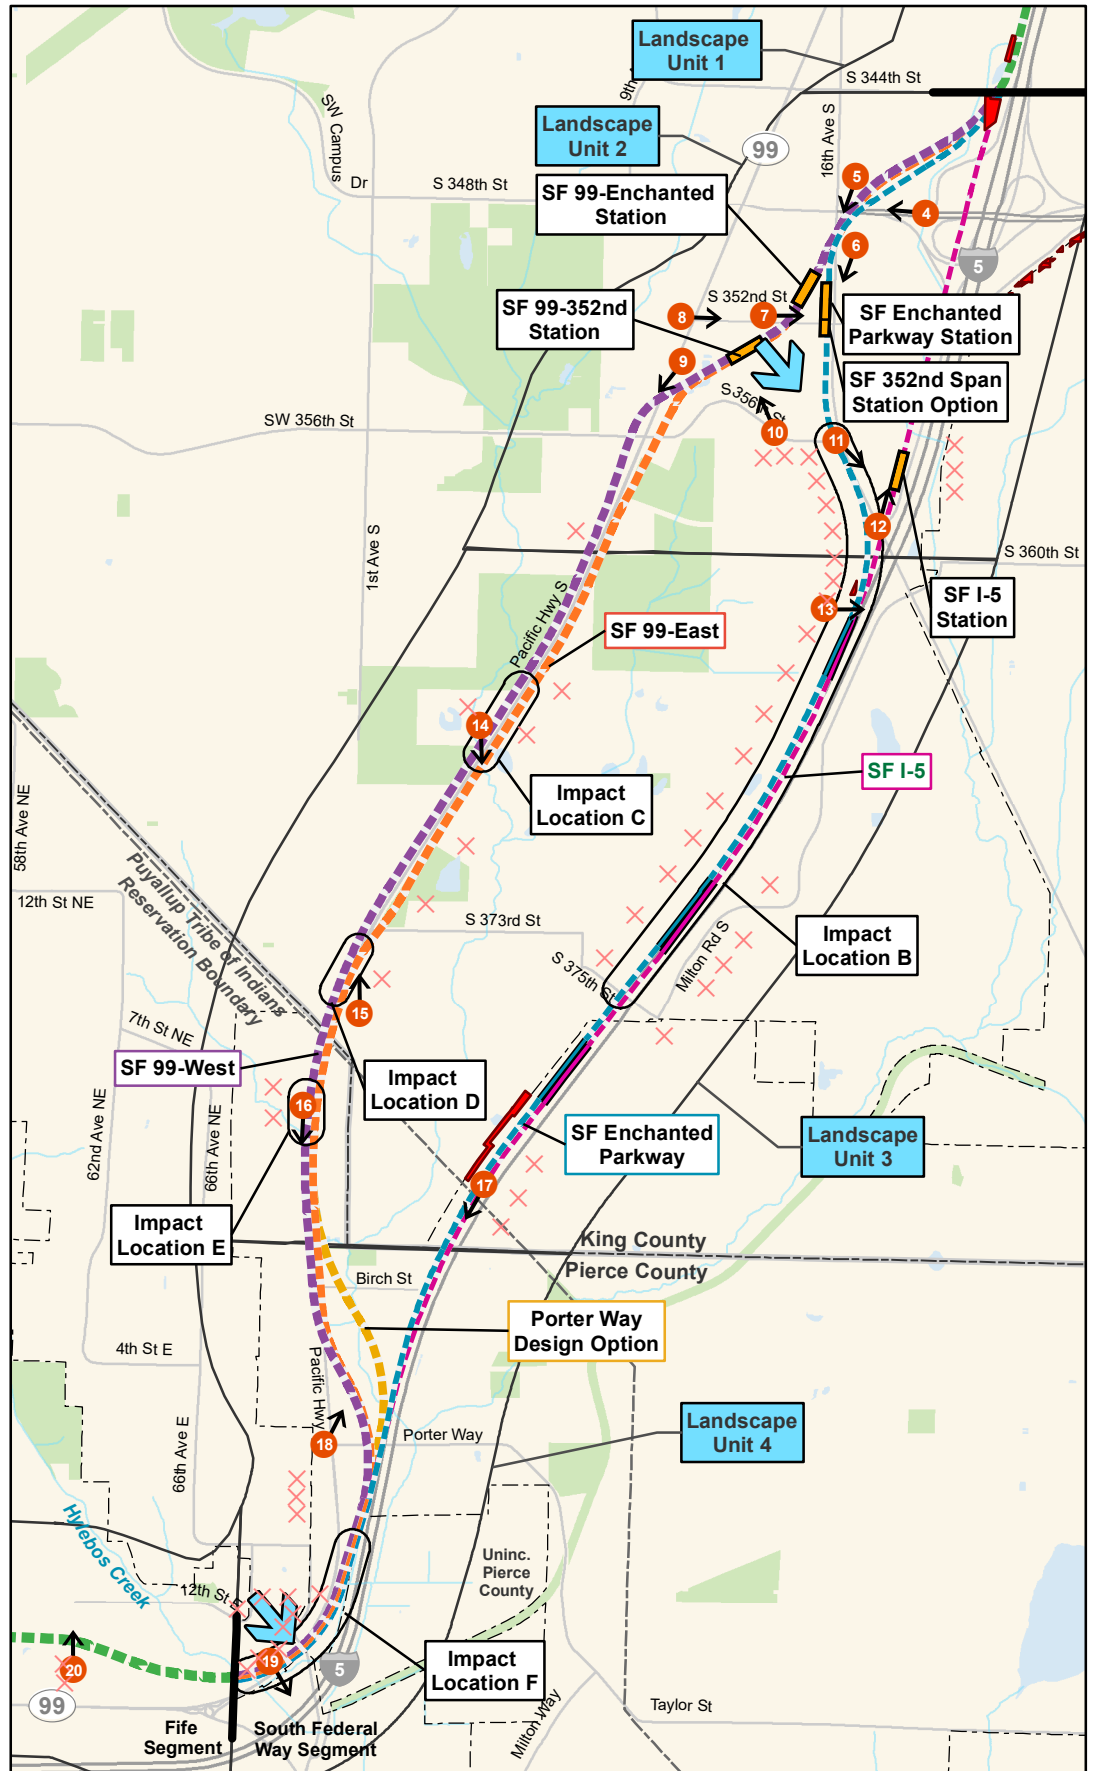 Landscape
Unit 1
S 344th St
9th
16th Ave S
SW Campus
Dr
Landscape
Unit 2
99
S 348th St
SF 99-Enchanted
Station
5
4
6
5
SF 99-352nd
Station
S 352nd St
8
7
SF Enchanted
Parkway Station
9
SF 352nd Span
Station Option
S 356th St
SW 356th St
10
11
12
1st Ave S
S 360th St
SF I-5
Station
13
Pacific Hwy S
SF 99-East
14
SF I-5
Impact
Location C
58th Ave NE
Puyallup Tribe of Indians
Reservation Boundary
12th St NE
S 373rd St
Impact
Location B
S 375th St
Milton Rd S
15
7th St NE
SF 99-West
Impact
Location D
16
62nd Ave NE
66th Ave NE
SF Enchanted
Parkway
Landscape
Unit 3
17
Impact
Location E
King County
Pierce County
Birch St
Porter Way
Design Option
4th St E
Pacific Hwy
66th Ave E
18
Porter Way
Landscape
Unit 4
Hylebos Creek
Uninc.
Pierce
County
12th St E
20
19
5
Impact
Location F
99
Fife
Segment
South Federal
Way Segment
Milton Way
Taylor St